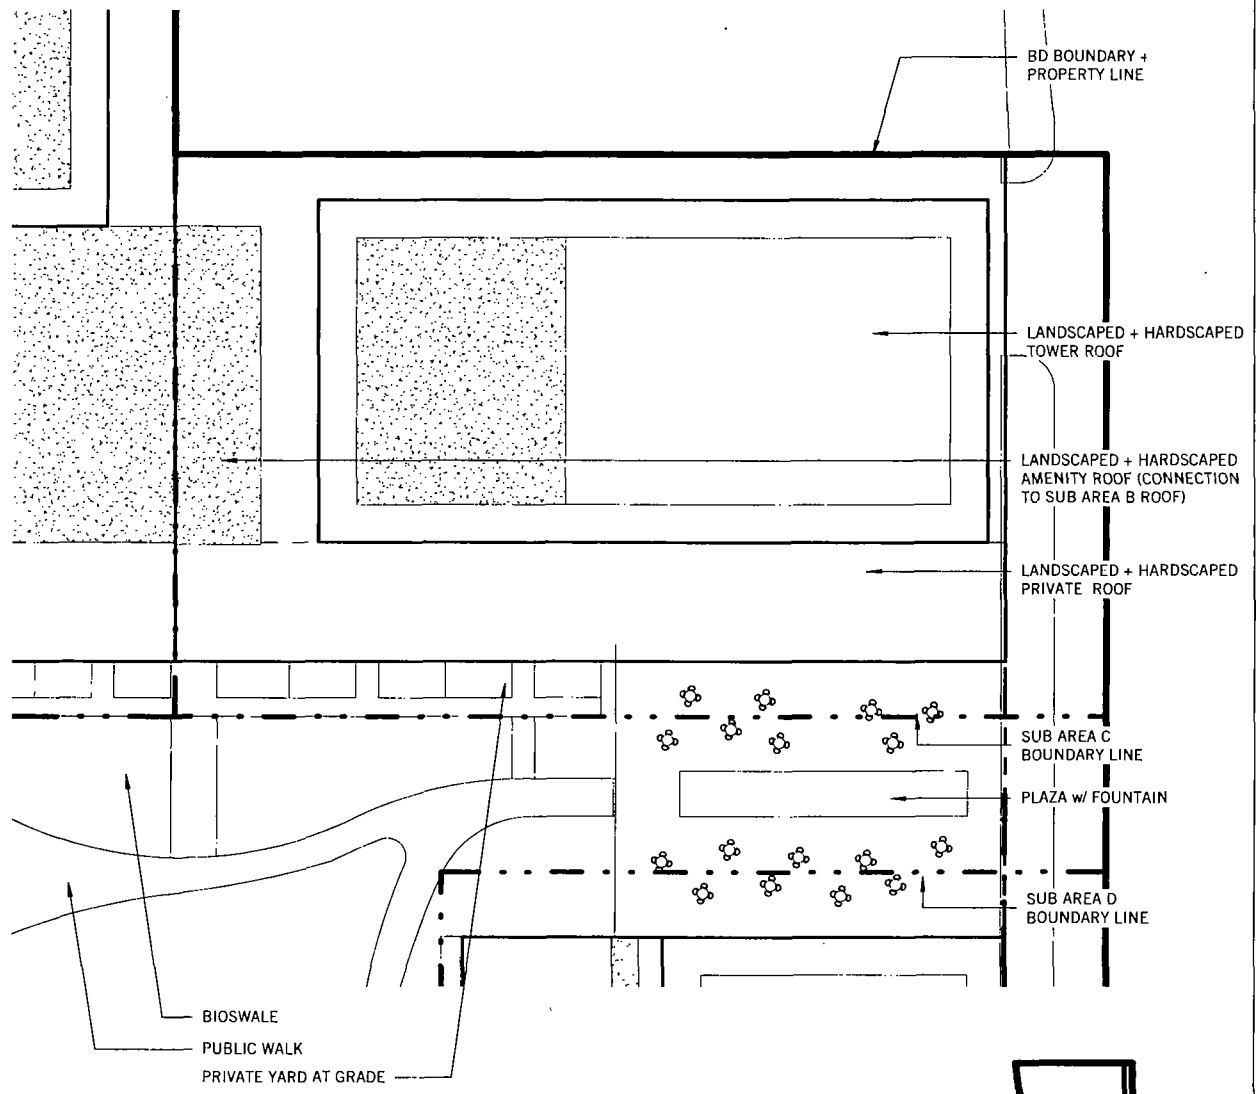 BD BOUNDARY +
PROPERTY LINE
LANDSCAPED + HARDSCAPED
TOWER ROOF
LANDSCAPED + HARDSCAPED
AMENITY ROOF (CONNECTION
TO SUB AREA B ROOF)
LANDSCAPED + HARDSCAPED
PRIVATE ROOF
SUB AREA C
BOUNDARY LINE
PLAZA w/ FOUNTAIN
SUB AREA D
BOUNDARY LINE
BIOSWALE
PUBLIC WALK
PRIVATE YARD AT GRADE